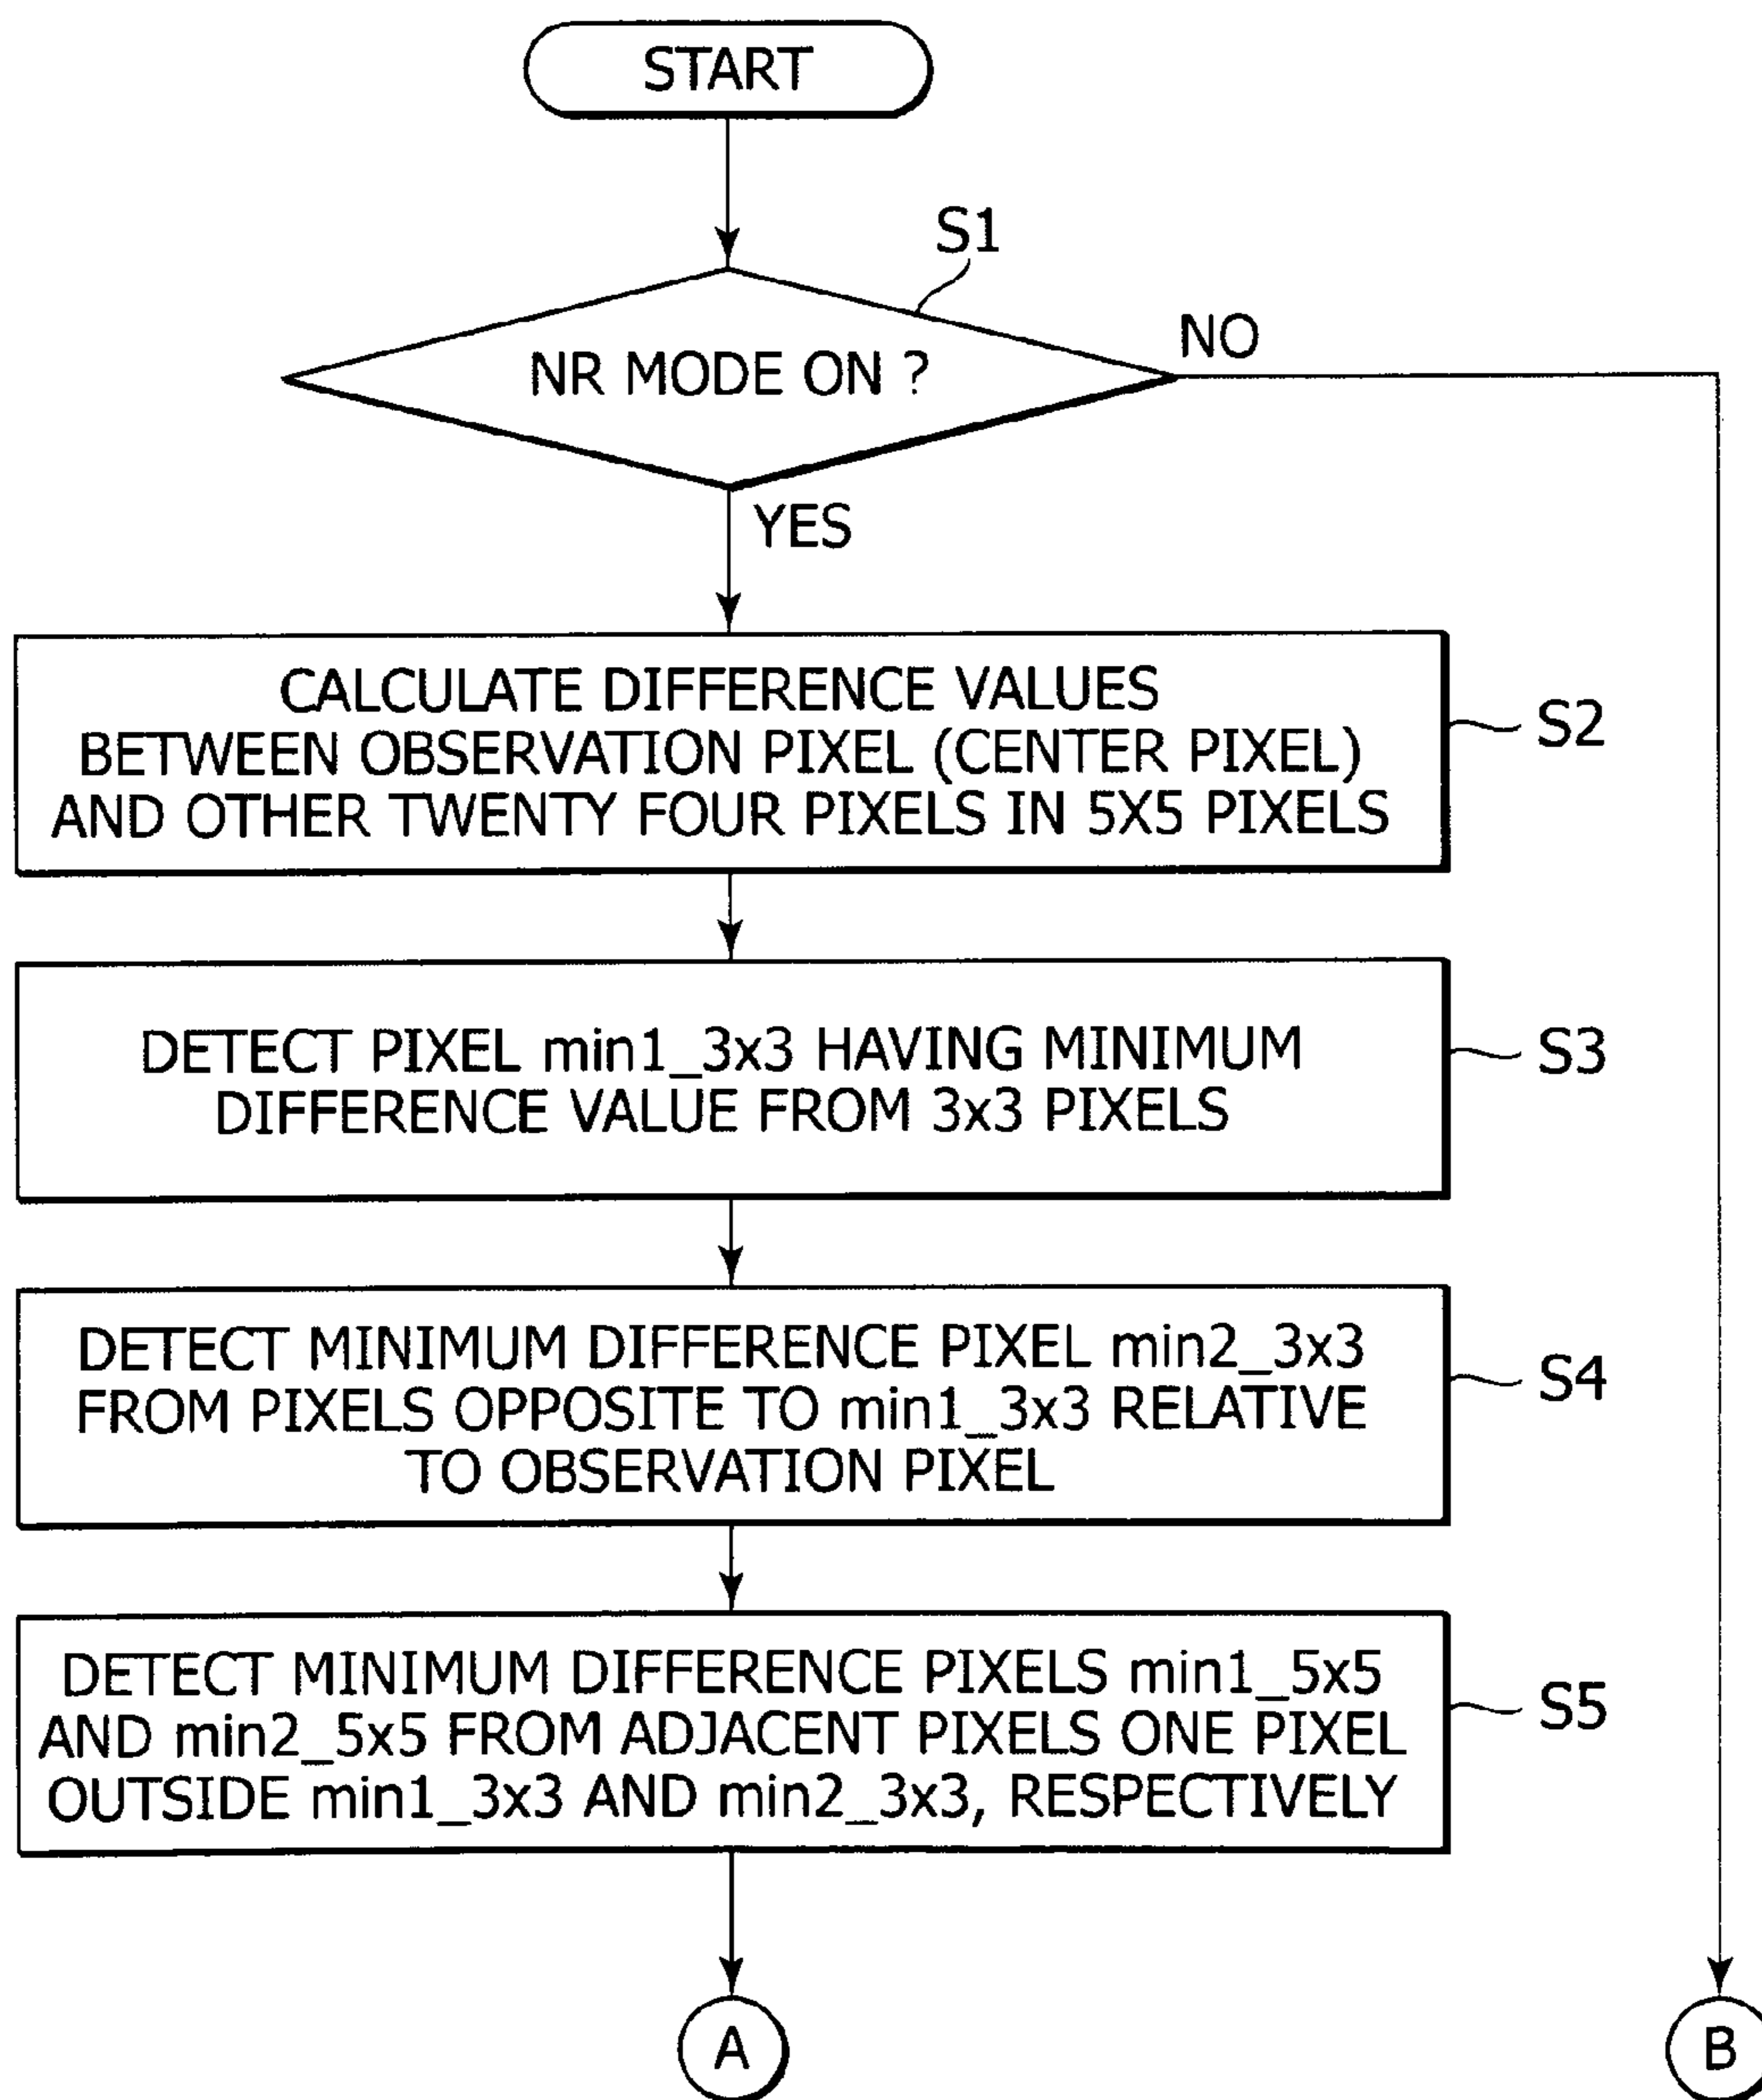 START
S1
NR MODE ON ?
NO
YES
CALCULATE DIFFERENCE VALUES
BETWEEN OBSERVATION PIXEL (CENTER PIXEL)
AND OTHER TWENTY FOUR PIXELS IN 5X5 PIXELS
S2
DETECT PIXEL min1_3x3 HAVING MINIMUM
DIFFERENCE VALUE FROM 3x3 PIXELS
S3
DETECT MINIMUM DIFFERENCE PIXEL min2_3x3
FROM PIXELS OPPOSITE TO min1_3x3 RELATIVE
TO OBSERVATION PIXEL
S4
DETECT MINIMUM DIFFERENCE PIXELS min1_5x5
AND min2_5x5 FROM ADJACENT PIXELS ONE PIXEL
OUTSIDE min1_3x3 AND min2_3x3, RESPECTIVELY
S5
A
B